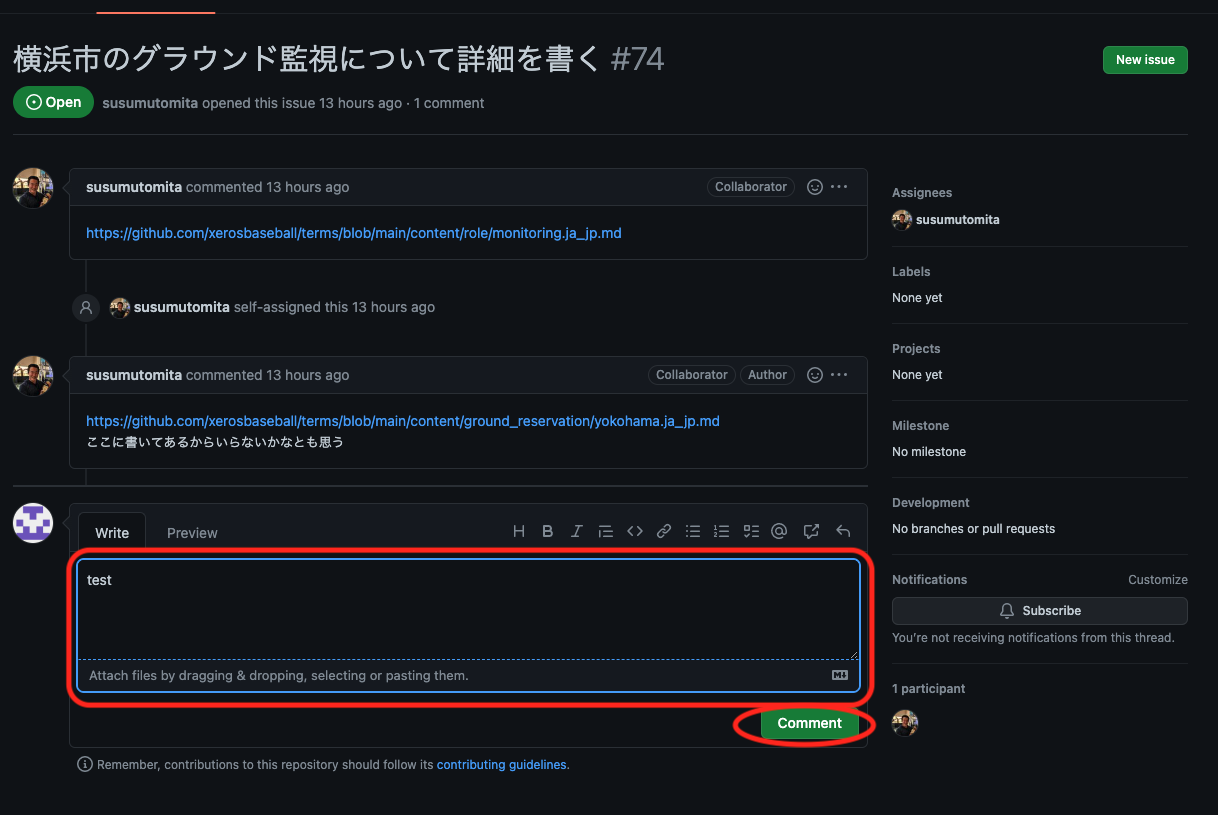 横浜市のグラウンド監視について詳細を書く #74
New issue
Open
susumutomita opened this issue 13 hours ago · 1 comment
susumutomita commented 13 hours ago
Collaborator
https://github.com/xerosbaseball/terms/blob/main/content/role/monitoring.ja_jp.md
susumutomita self-assigned this 13 hours ago
susumutomita commented 13 hours ago
Collaborator
Author
https://github.com/xerosbaseball/terms/blob/main/content/ground_reservation/yokohama.ja_jp.md
ここに書いてあるからいらないかなとも思う
Write
Preview
test
Attach files by dragging & dropping, selecting or pasting them.
Comment
Remember, contributions to this repository should follow its contributing guidelines.
Assignees
susumutomita
Labels
None yet
Projects
None yet
Milestone
No milestone
Development
No branches or pull requests
Notifications
Customize
Subscribe
You're not receiving notifications from this thread.
1 participant